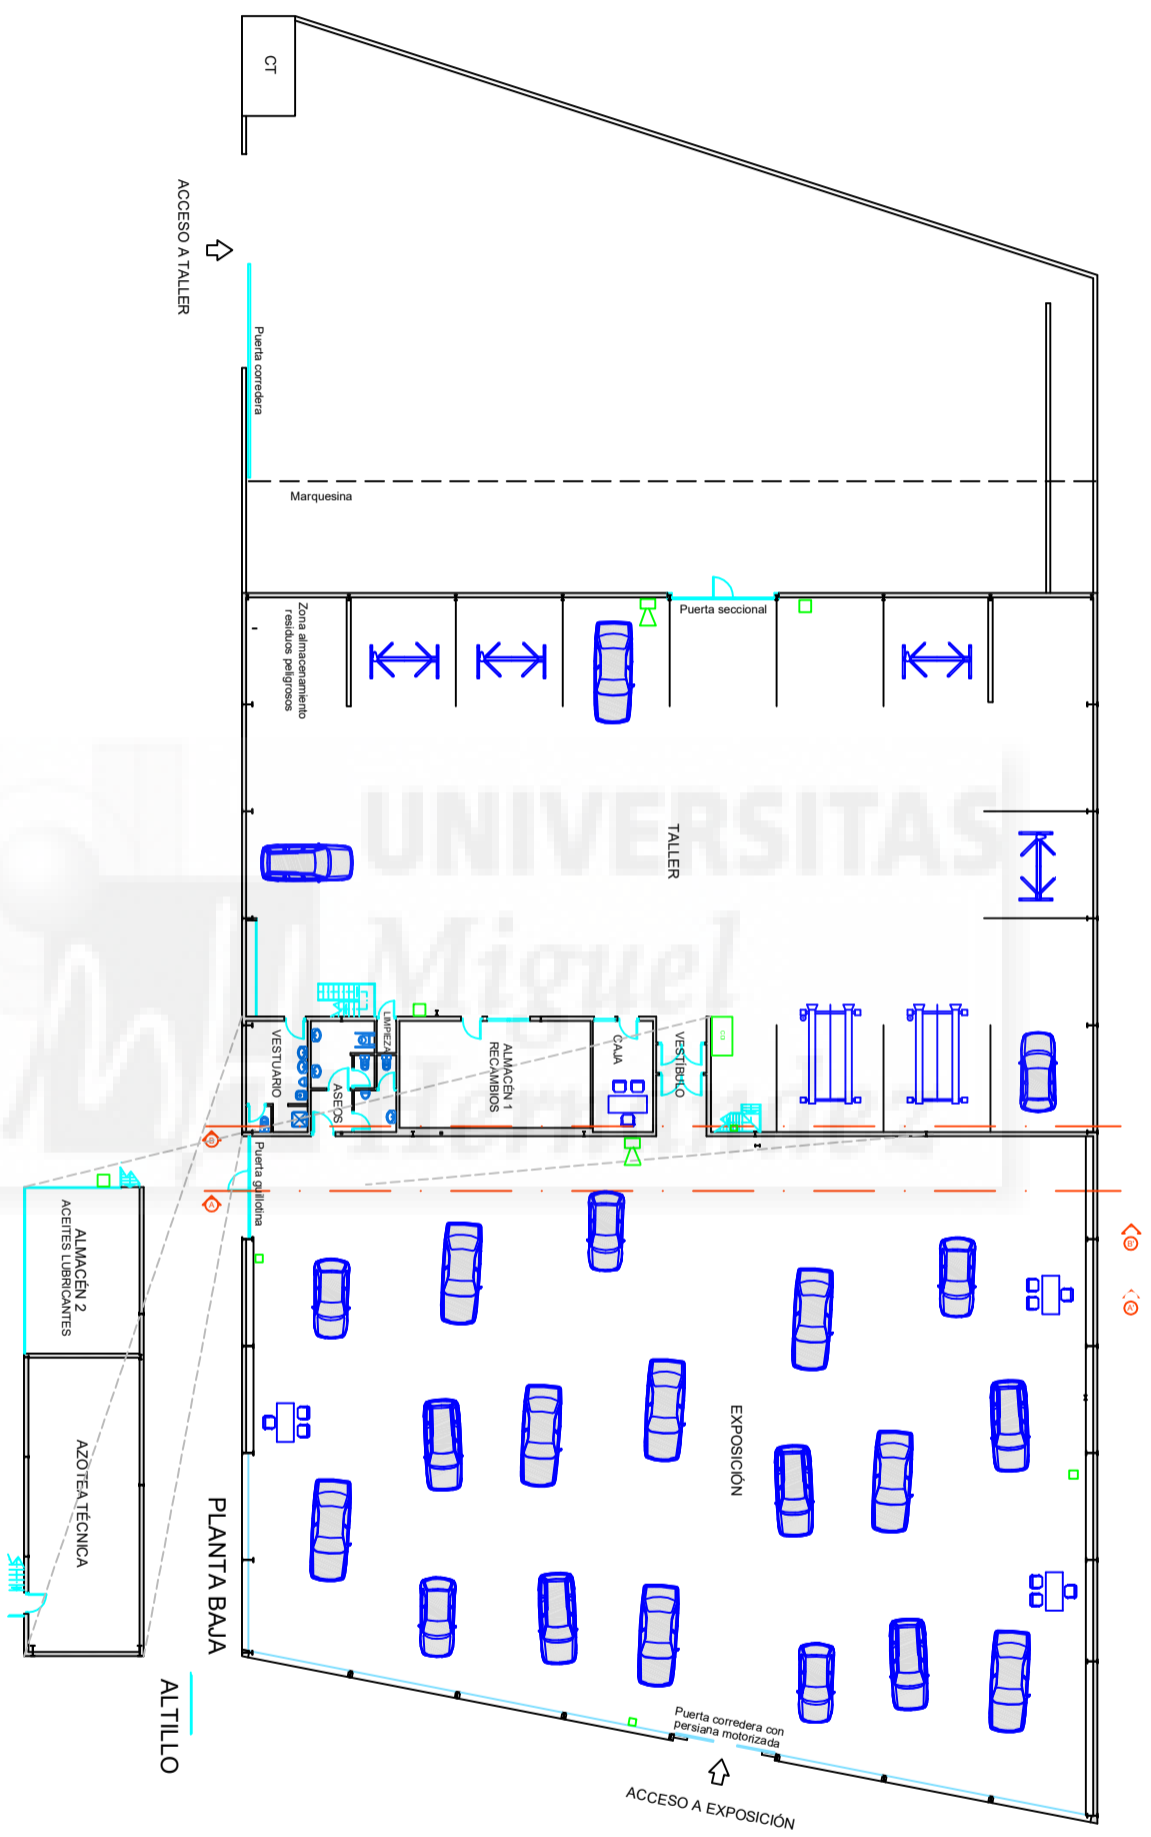 CT
ACCESO A TALLER
Puerta corredera
Marquesina
Puerta seccional
Zona almacenamiento
residuos peligrosos
UNIVERSITAS
Miguel
Hernández
TALLER
LIMPIEZA
VESTUARIO
ASEOS
ALMACÉN 1
RECAMBIOS
CAJA
VESTÍBULO
CG
B
A
B
A
Puerta guillotina
ALMACÉN 2
ACEITES LUBRICANTES
AZOTEA TÉCNICA
EXPOSICIÓN
PLANTA BAJA
ALTILLO
Puerta corredera con
persiana motorizada
ACCESO A EXPOSICIÓN